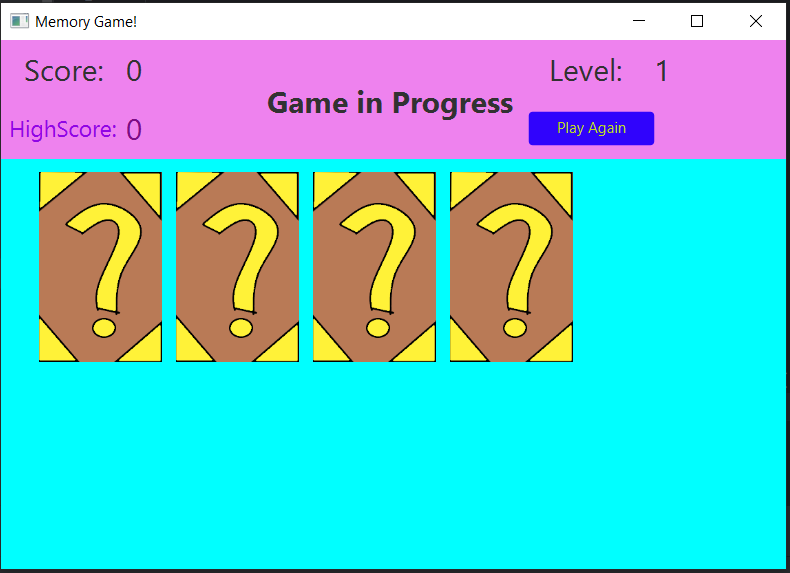 Memory Game!
Score: 0
Level: 1
Game in Progress
HighScore: 0
Play Again
? ? ? ?